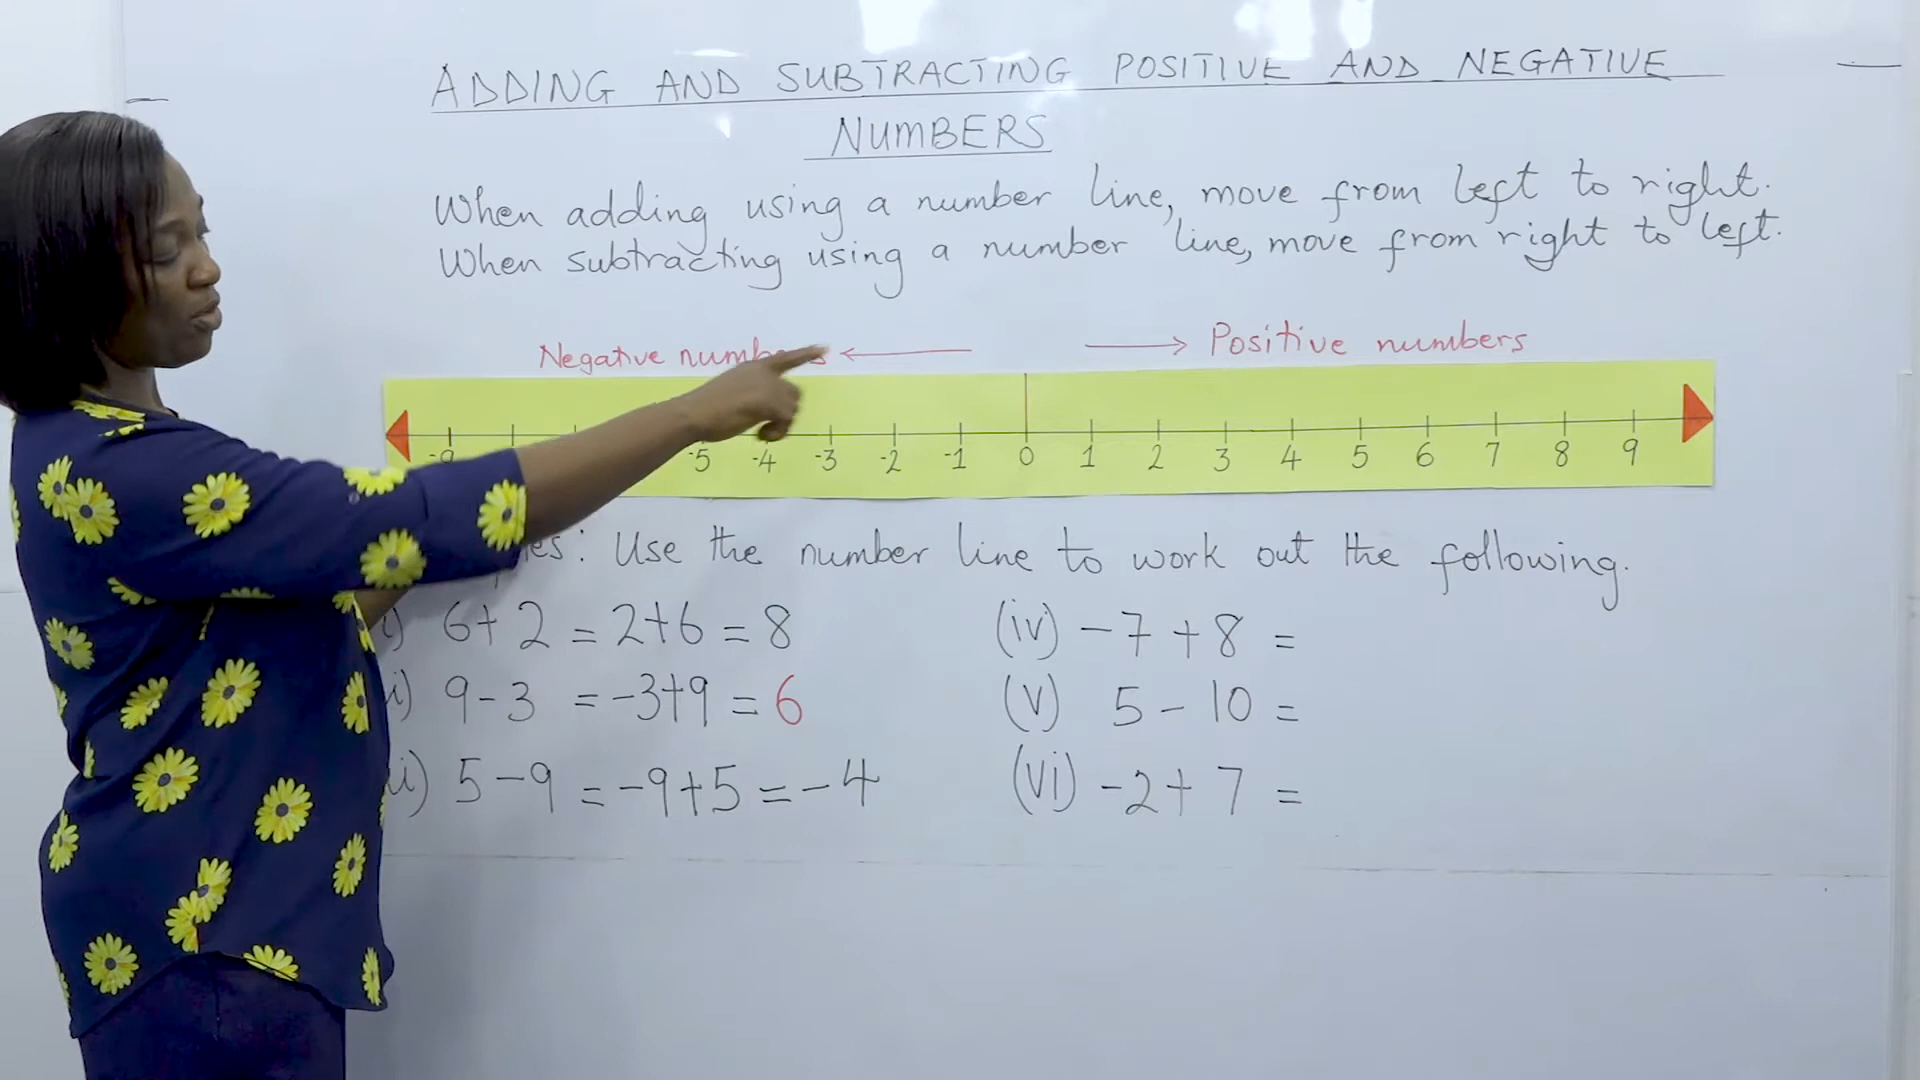 ADDING AND SUBTRACTING POSITIVE AND NEGATIVE
NUMBERS
When adding using a number line, move from left to right.
When subtracting using a number line, move from right to left.
Negative numbers ← → Positive numbers
-9 -5 -4 -3 -2 -1 0 1 2 3 4 5 6 7 8 9
: Use the number line to work out the following.
i) 6+2 = 2+6 = 8
9-3 = -3+9 = 6
5-9 = -9+5 = -4
(iv) -7+8 =
(v) 5-10 =
(vi) -2+7 =